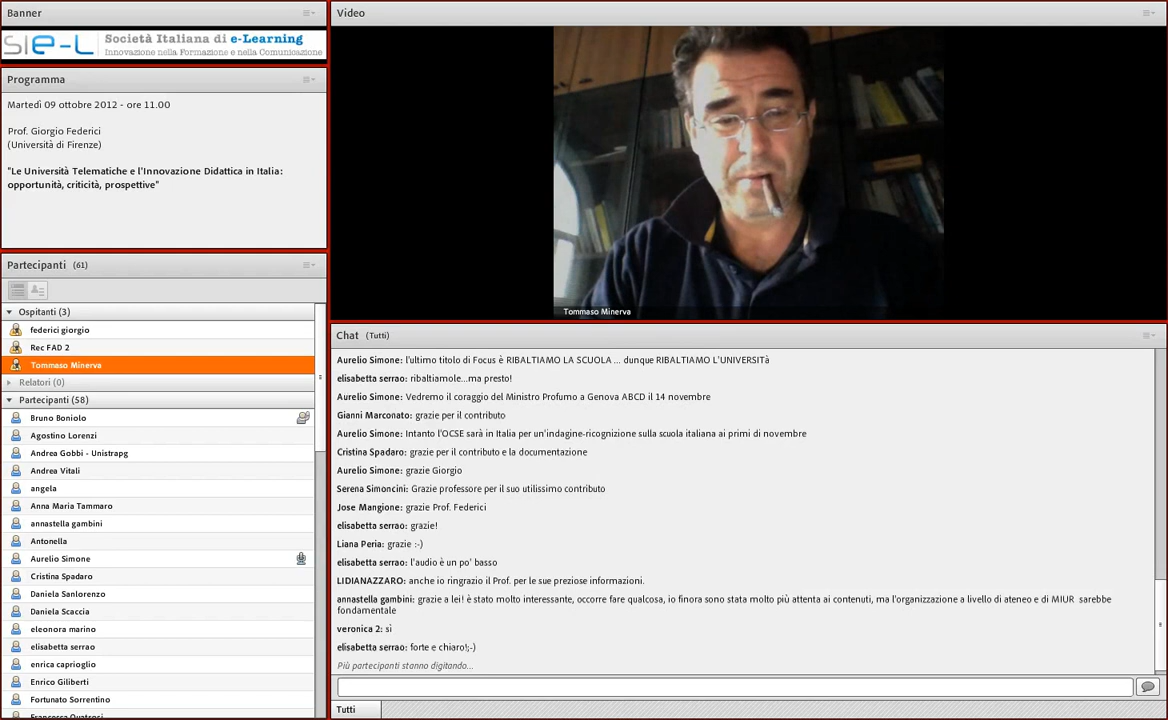 Banner
SIe-L Società Italiana di e-Learning
Innovazione nella Formazione e nella Comunicazione
Programma
Martedì 09 ottobre 2012 - ore 11.00
Prof. Giorgio Federici
(Università di Firenze)
"Le Università Telematiche e l'Innovazione Didattica in Italia:
opportunità, criticità, prospettive"
Partecipanti (61)
Ospitanti (3)
federici giorgio
Rec FAD 2
Tommaso Minerva
Relatori (0)
Partecipanti (58)
Bruno Boniolo
Agostino Lorenzi
Andrea Gobbi - Unistrapg
Andrea Vitali
angela
Anna Maria Tammaro
annastella gambini
Antonella
Aurelio Simone
Cristina Spadaro
Daniela Sanlorenzo
Daniela Scaccia
eleonora marino
elisabetta serrao
enrica caprioglio
Enrico Giliberti
Fortunato Sorrentino
Francesca Quatrosi
Video
Tommaso Minerva
Chat (Tutti)
Aurelio Simone: l'ultimo titolo di Focus è RIBALTIAMO LA SCUOLA ... dunque RIBALTIAMO L'UNIVERSITà
elisabetta serrao: ribaltiamole...ma presto!
Aurelio Simone: Vedremo il coraggio del Ministro Profumo a Genova ABCD il 14 novembre
Gianni Marconato: grazie per il contributo
Aurelio Simone: Intanto l'OCSE sarà in Italia per un'indagine-ricognizione sulla scuola italiana ai primi di novembre
Cristina Spadaro: grazie per il contributo e la documentazione
Aurelio Simone: grazie Giorgio
Serena Simoncini: Grazie professore per il suo utilissimo contributo
Jose Mangione: grazie Prof. Federici
elisabetta serrao: grazie!
Liana Peria: grazie :-)
elisabetta serrao: l'audio è un po' basso
LIDIANAZZARO: anche io ringrazio il Prof. per le sue preziose informazioni.
annastella gambini: grazie a lei! è stato molto interessante, occorre fare qualcosa, io finora sono stata molto più attenta ai contenuti, ma l'organizzazione a livello di ateneo e di MIUR sarebbe
fondamentale
veronica 2: sì
elisabetta serrao: forte e chiaro!;-)
Più partecipanti stanno digitando...
Tutti